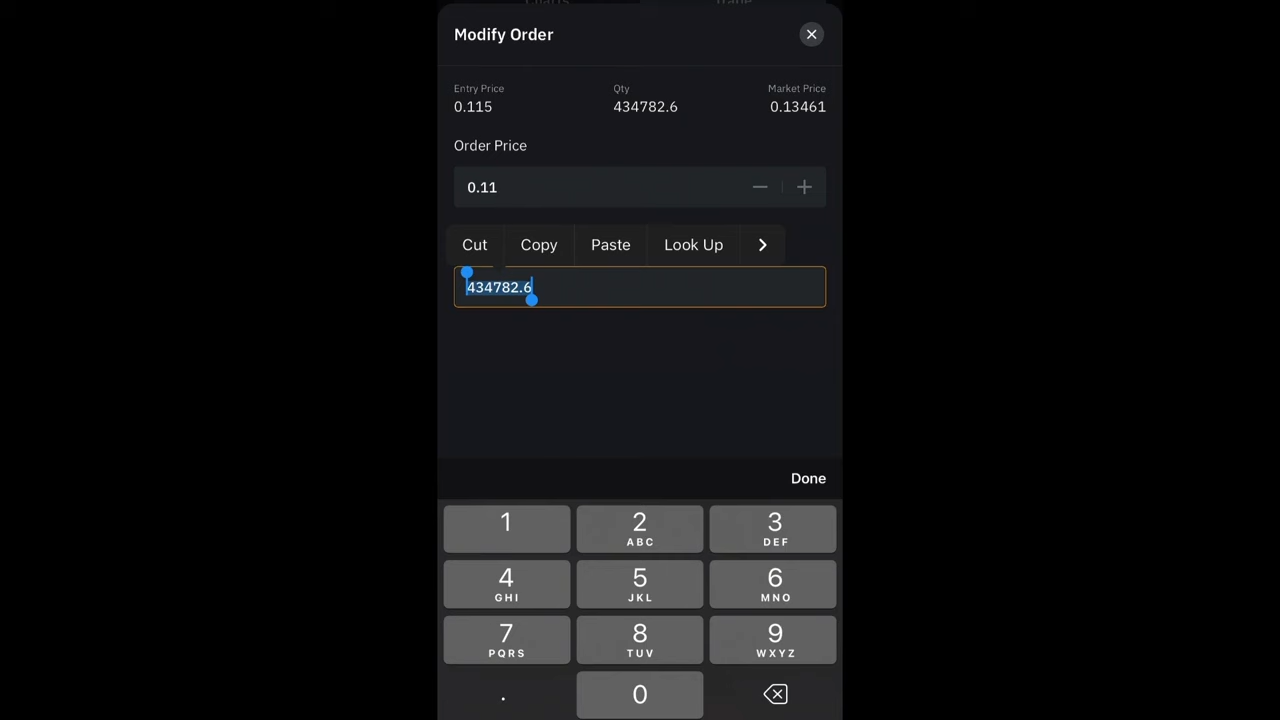 Modify Order
Entry Price Qty Market Price
0.115 434782.6 0.13461
Order Price
0.11
Cut Copy Paste Look Up
434782.6
Done
1 2 3
ABC DEF
4 5 6
GHI JKL MNO
7 8 9
PQRS TUV WXYZ
. 0